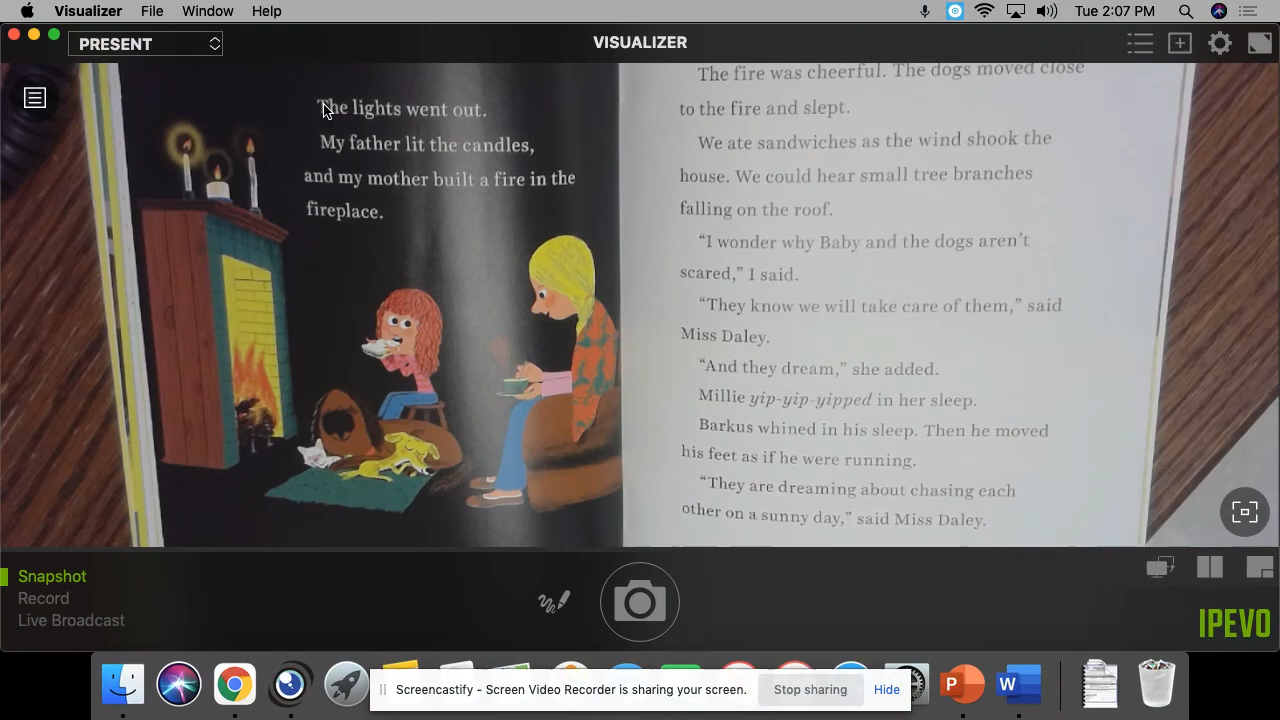 Visualizer File Window Help
Tue 2:07 PM
PRESENT
VISUALIZER
The lights went out.
My father lit the candles,
and my mother built a fire in the
fireplace.
The fire was cheerful. The dogs moved close
to the fire and slept.
We ate sandwiches as the wind shook the
house. We could hear small tree branches
falling on the roof.
“I wonder why Baby and the dogs aren’t
scared,” I said.
“They know we will take care of them,” said
Miss Daley.
“And they dream,” she added.
Millie yip-yip-yipped in her sleep.
Barkus whined in his sleep. Then he moved
his feet as if he were running.
“They are dreaming about chasing each
other on a sunny day,” said Miss Daley.
Snapshot
Record
Live Broadcast
IPEVO
Screencastify - Screen Video Recorder is sharing your screen.
Stop sharing
Hide
P
W